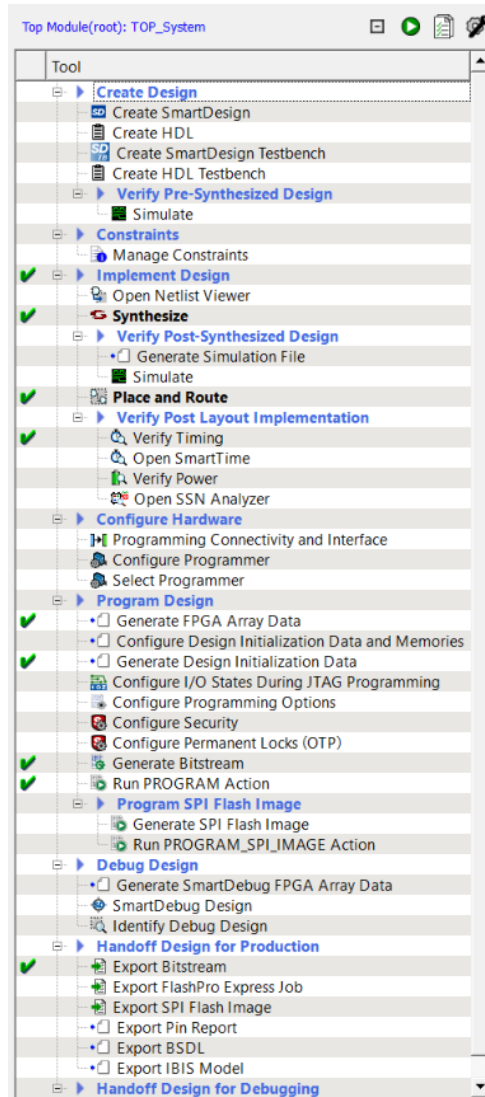 Top Module(root): TOP_System
Tool
Create Design
Create SmartDesign
Create HDL
Create SmartDesign Testbench
Create HDL Testbench
Verify Pre-Synthesized Design
Simulate
Constraints
Manage Constraints
Implement Design
Open Netlist Viewer
Synthesize
Verify Post-Synthesized Design
Generate Simulation File
Simulate
Place and Route
Verify Post Layout Implementation
Verify Timing
Open SmartTime
Verify Power
Open SSN Analyzer
Configure Hardware
Programming Connectivity and Interface
Configure Programmer
Select Programmer
Program Design
Generate FPGA Array Data
Configure Design Initialization Data and Memories
Generate Design Initialization Data
Configure I/O States During JTAG Programming
Configure Programming Options
Configure Security
Configure Permanent Locks (OTP)
Generate Bitstream
Run PROGRAM Action
Program SPI Flash Image
Generate SPI Flash Image
Run PROGRAM_SPI_IMAGE Action
Debug Design
Generate SmartDebug FPGA Array Data
SmartDebug Design
Identify Debug Design
Handoff Design for Production
Export Bitstream
Export FlashPro Express Job
Export SPI Flash Image
Export Pin Report
Export BSDL
Export IBIS Model
Handoff Design for Debugging